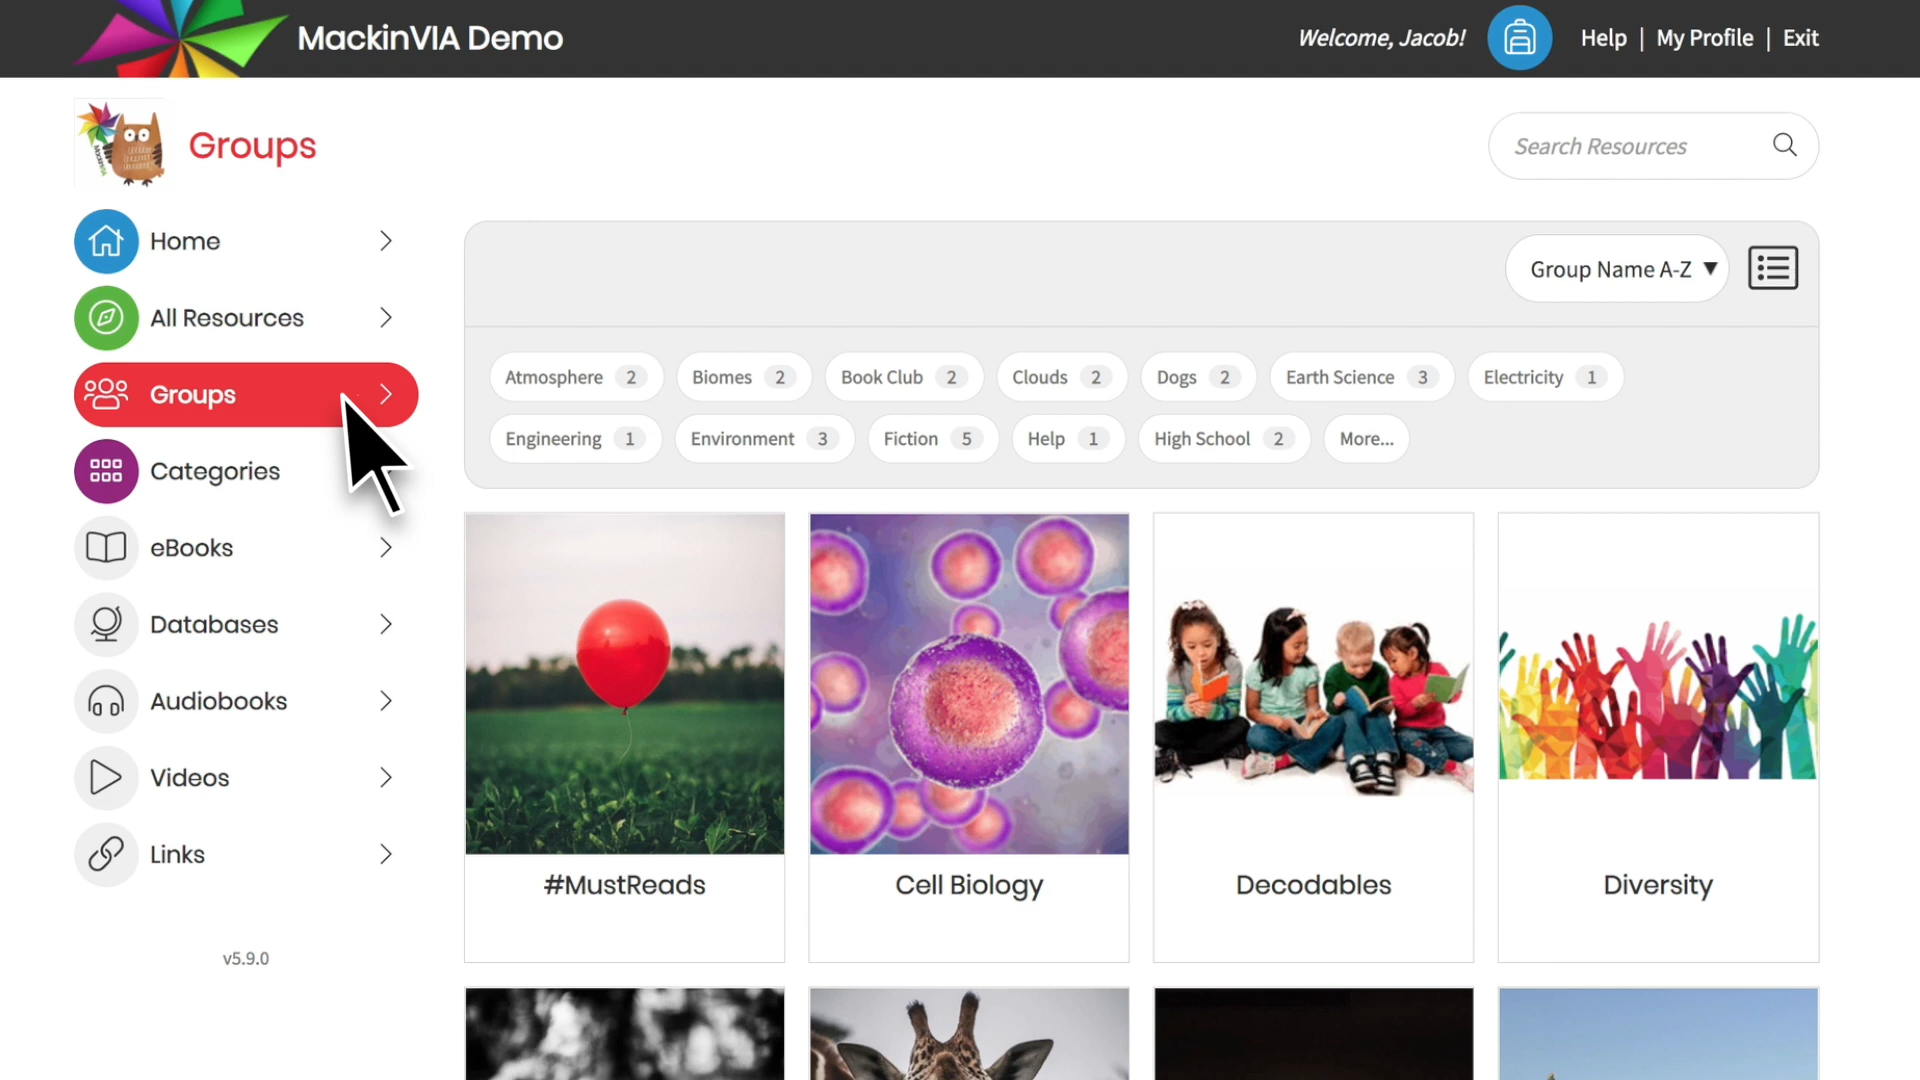 MackinVIA Demo
Welcome, Jacob!
Help | My Profile | Exit
MackinVIA
Groups
Search Resources
Home
All Resources
Groups
Categories
eBooks
Databases
Audiobooks
Videos
Links
v5.9.0
Group Name A-Z
Atmosphere 2
Biomes 2
Book Club 2
Clouds 2
Dogs 2
Earth Science 3
Electricity 1
Engineering 1
Environment 3
Fiction 5
Help 1
High School 2
More...
#MustReads
Cell Biology
Decodables
Diversity